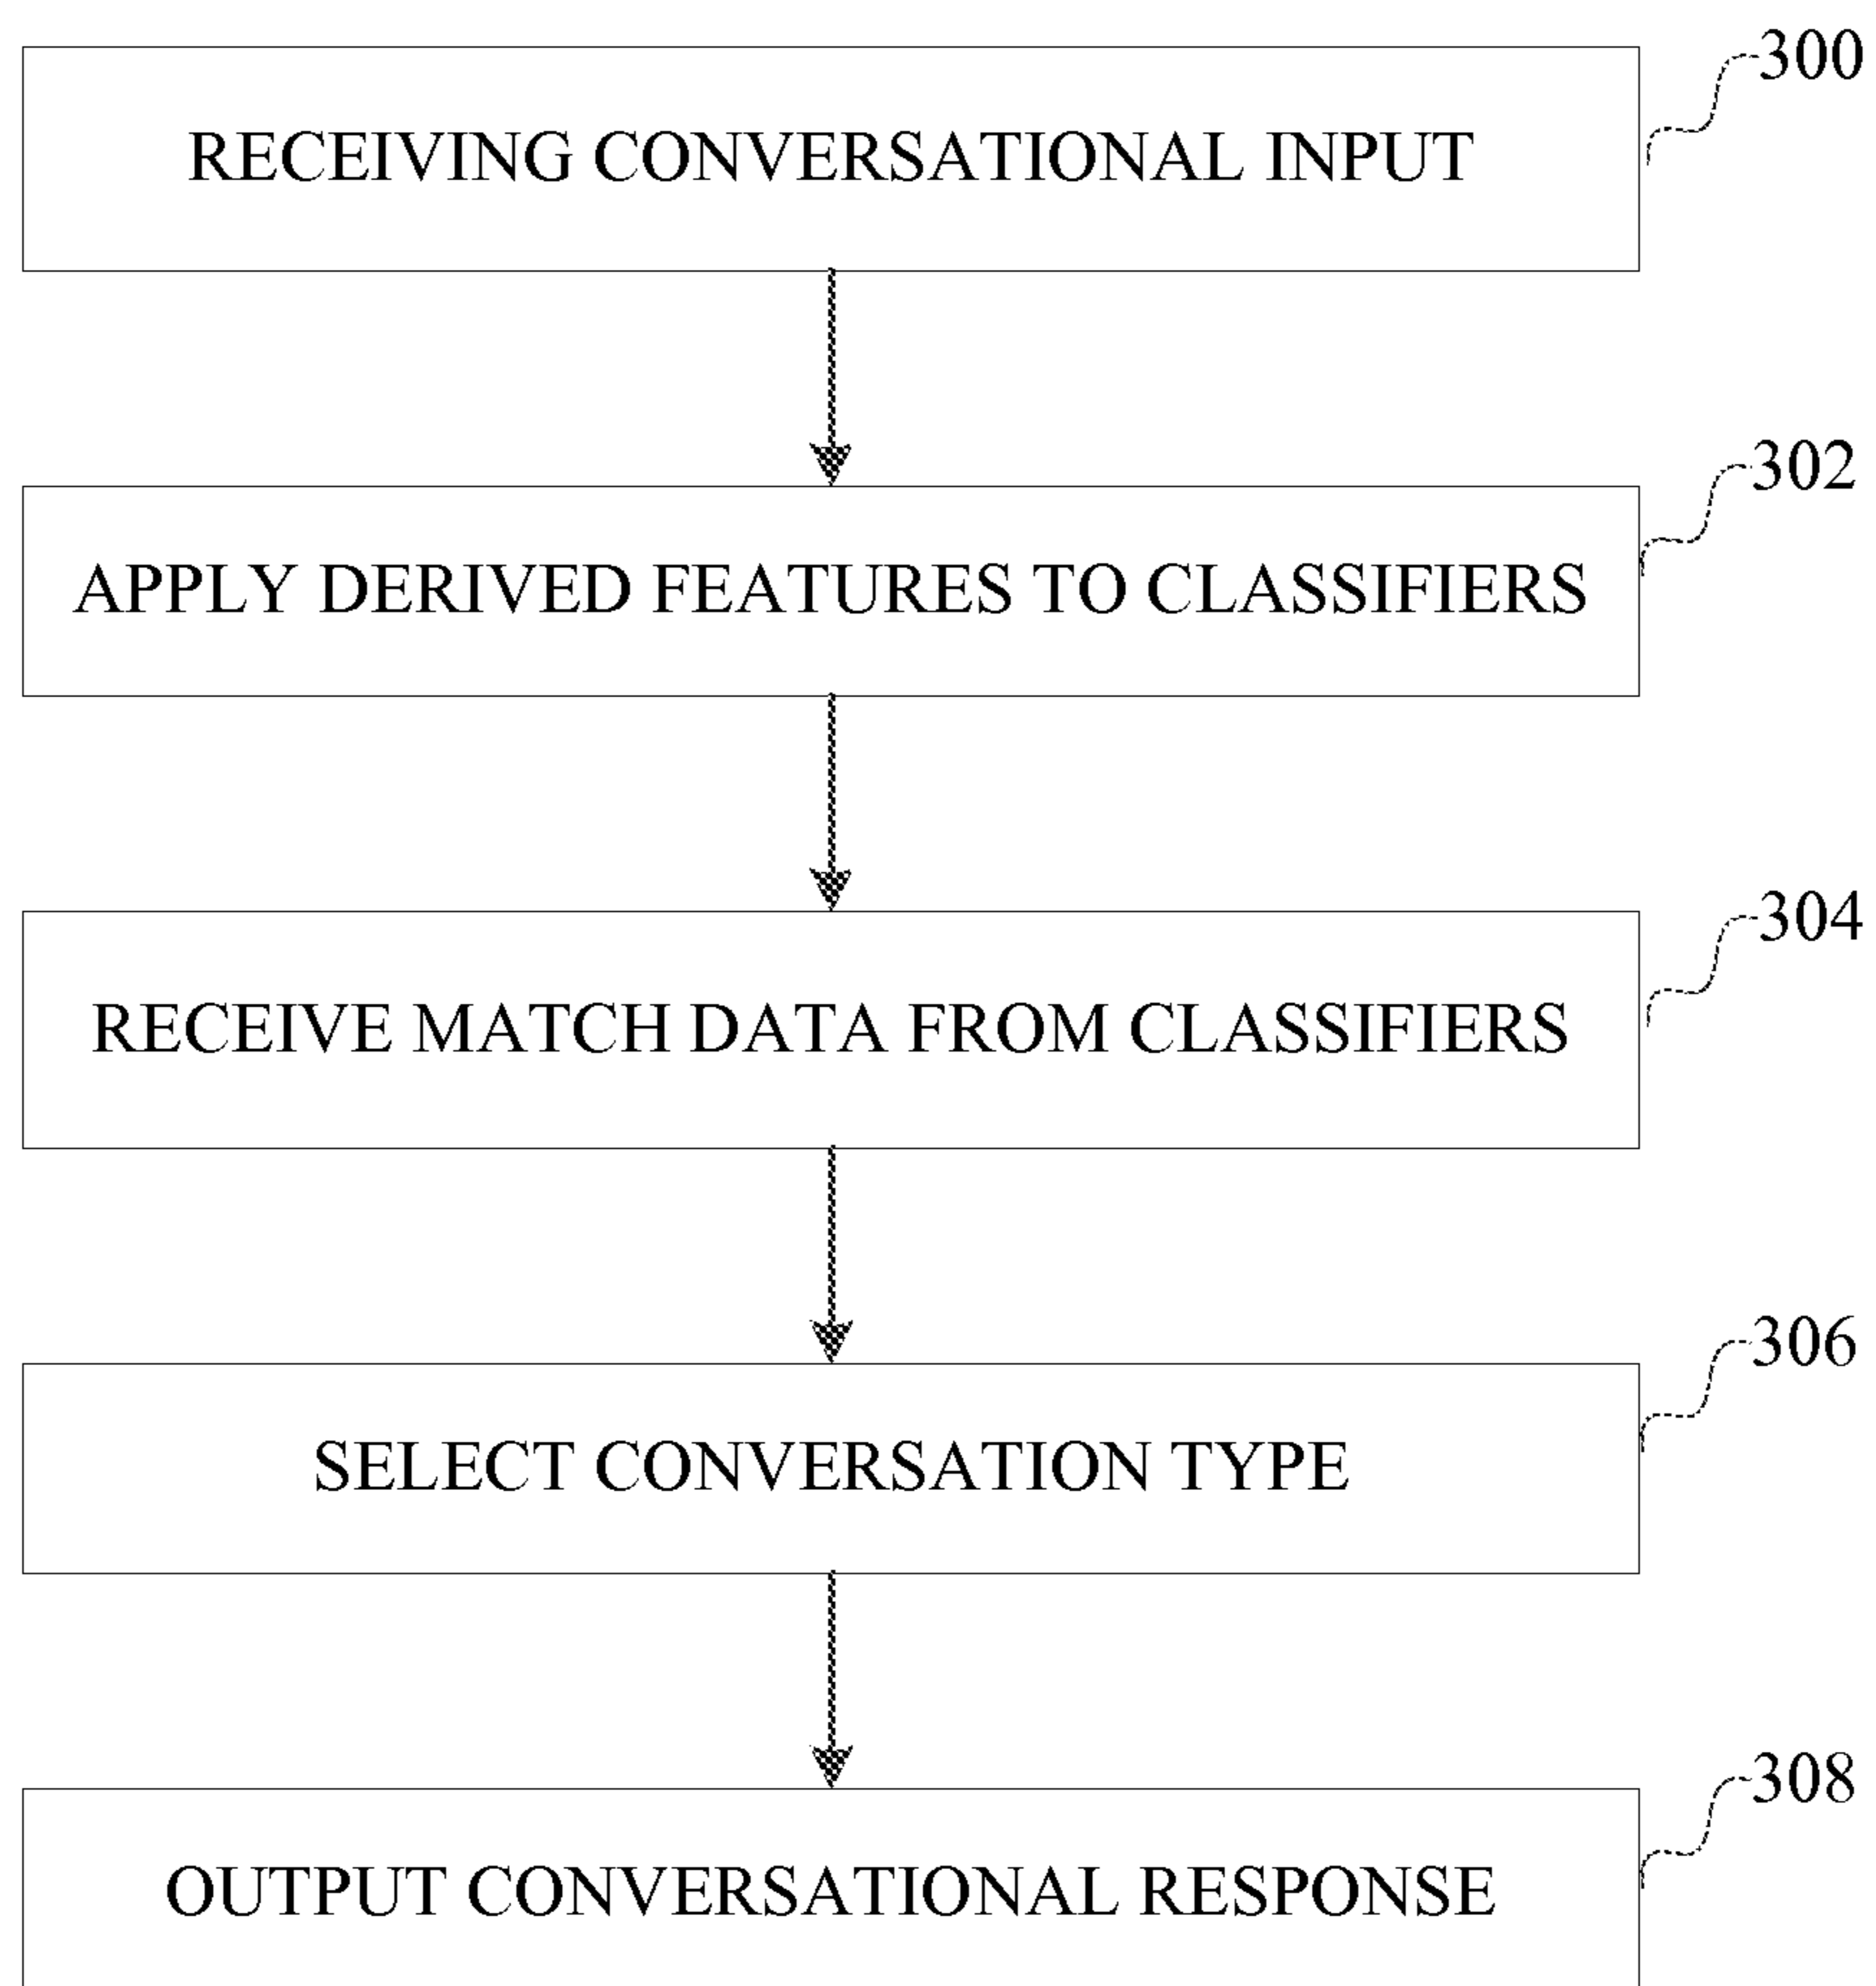 300
RECEIVING CONVERSATIONAL INPUT
302
APPLY DERIVED FEATURES TO CLASSIFIERS
304
RECEIVE MATCH DATA FROM CLASSIFIERS
306
SELECT CONVERSATION TYPE
308
OUTPUT CONVERSATIONAL RESPONSE